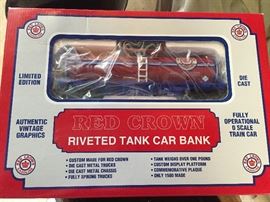 LIMITED
EDITION
DIE
CAST
AUTHENTIC
VINTAGE
GRAPHICS
FULLY
OPERATIONAL
O SCALE
TRAIN CAR
RED CROWN
RIVETED TANK CAR BANK
• CUSTOM MADE FOR RED CROWN
• DIE CAST METAL TRUCKS
• DIE CAST METAL CHASSIS
• FULLY SPRUNG TRUCKS
• TANK WEIGHS OVER ONE POUND
• CUSTOM DISPLAY PLATFORM
• COMMEMORATIVE PLAQUE
• ONLY 1500 MADE